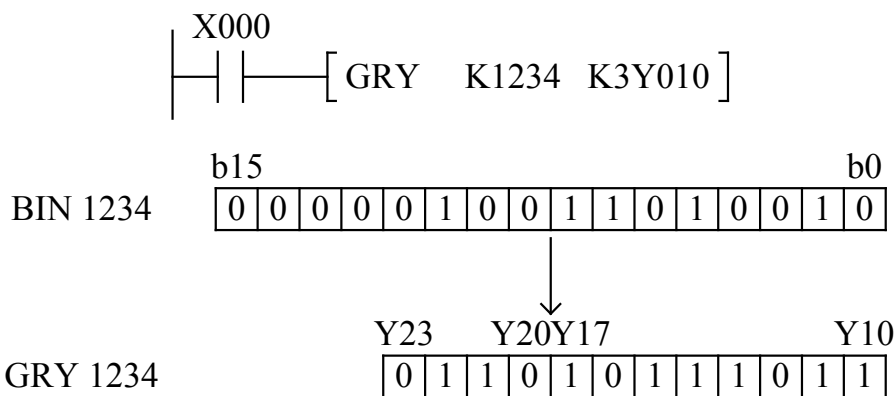 X000
GRY K1234 K3Y010
b15 b0
BIN 1234 0 0 0 0 0 1 0 0 1 1 0 1 0 0 1 0
Y23 Y20Y17 Y10
GRY 1234 0 1 1 0 1 0 1 1 1 0 1 1